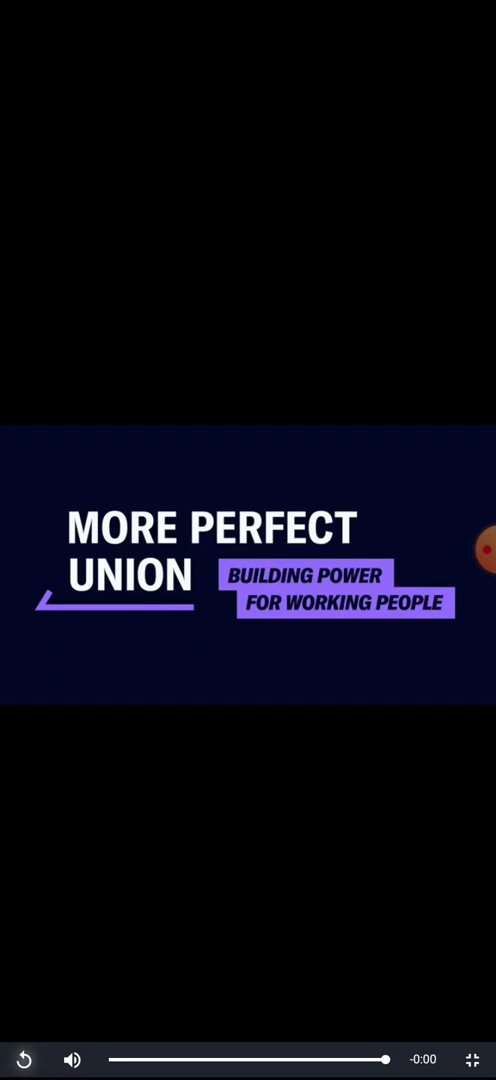 MORE PERFECT
UNION
BUILDING POWER
FOR WORKING PEOPLE
-0:00